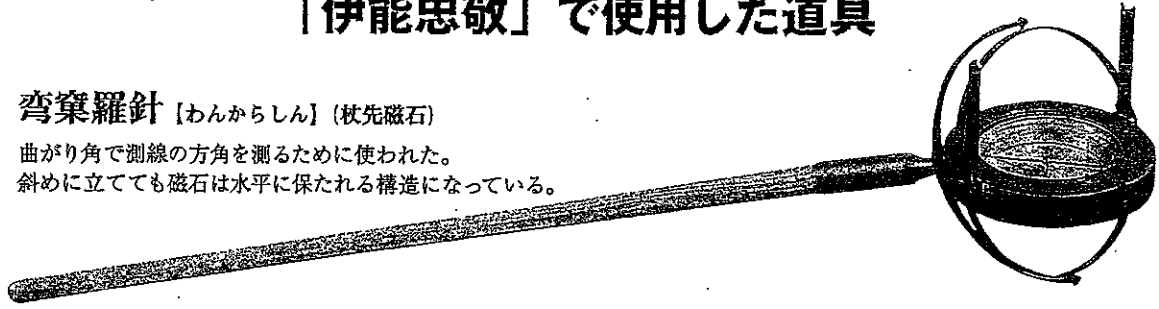 「伊能忠敬」で使用した道具
弯窠羅針【わんからしん】(杖先磁石)
曲がり角で測線の方角を測るために使われた。
斜めに立てても磁石は水平に保たれる構造になっている。